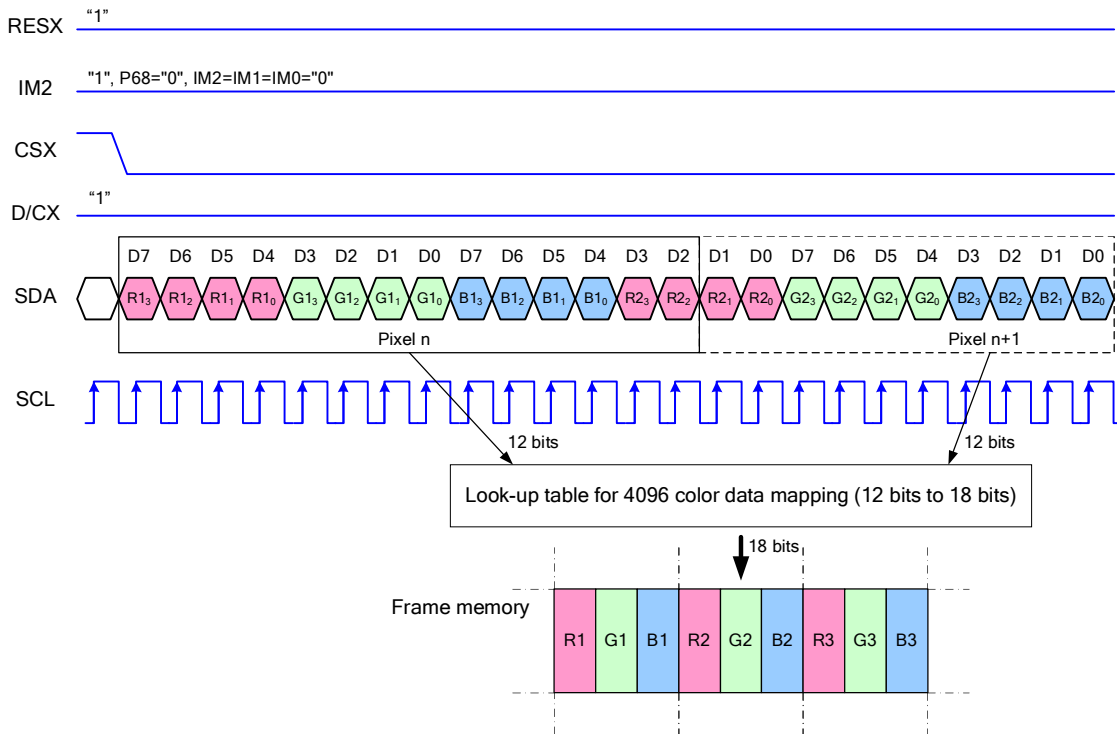 RESX “1”
IM2 "1", P68="0", IM2=IM1=IM0="0"
CSX
D/CX “1”
D7 D6 D5 D4 D3 D2 D1 D0 D7 D6 D5 D4 D3 D2 D1 D0 D7 D6 D5 D4 D3 D2 D1 D0
SDA R1₃ R1₂ R1₁ R1₀ G1₃ G1₂ G1₁ G1₀ B1₃ B1₂ B1₁ B1₀ R2₃ R2₂ R2₁ R2₀ G2₃ G2₂ G2₁ G2₀ B2₃ B2₂ B2₁ B2₀
Pixel n Pixel n+1
SCL
12 bits 12 bits
Look-up table for 4096 color data mapping (12 bits to 18 bits)
18 bits
Frame memory
R1 G1 B1 R2 G2 B2 R3 G3 B3